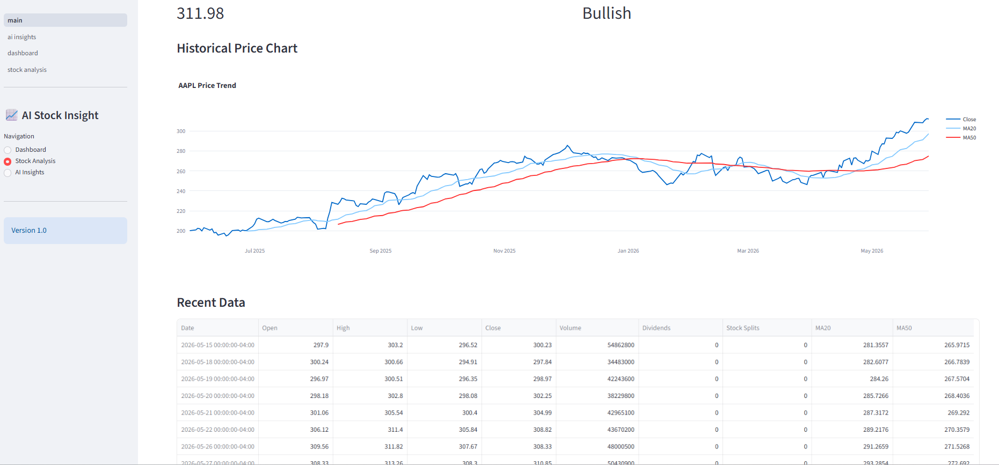 main
ai insights
dashboard
stock analysis
AI Stock Insight
Navigation
Dashboard
Stock Analysis
AI Insights
Version 1.0
311.98 Bullish
Historical Price Chart
AAPL Price Trend
Close
MA20
MA50
300
280
260
240
220
200
Jul 2025 Sep 2025 Nov 2025 Jan 2026 Mar 2026 May 2026
Recent Data
Date Open High Low Close Volume Dividends Stock Splits MA20 MA50
2026-05-15 00:00:00-04:00 297.9 303.2 296.52 300.23 54862800 0 0 281.3557 265.9715
2026-05-18 00:00:00-04:00 300.24 300.66 294.91 297.84 34483000 0 0 282.6077 266.7839
2026-05-19 00:00:00-04:00 296.97 300.51 296.35 298.97 42243600 0 0 284.26 267.5704
2026-05-20 00:00:00-04:00 298.18 302.8 298.08 302.25 38229800 0 0 285.7266 268.4036
2026-05-21 00:00:00-04:00 301.06 305.54 300.4 304.99 42965100 0 0 287.3172 269.292
2026-05-22 00:00:00-04:00 306.12 311.4 305.84 308.82 43670200 0 0 289.2176 270.3579
2026-05-26 00:00:00-04:00 309.56 311.82 307.67 308.33 48000500 0 0 291.2659 271.5268
2026-05-27 00:00:00-04:00 308.33 313.26 308.3 310.85 50430900 0 0 293.2854 272.692